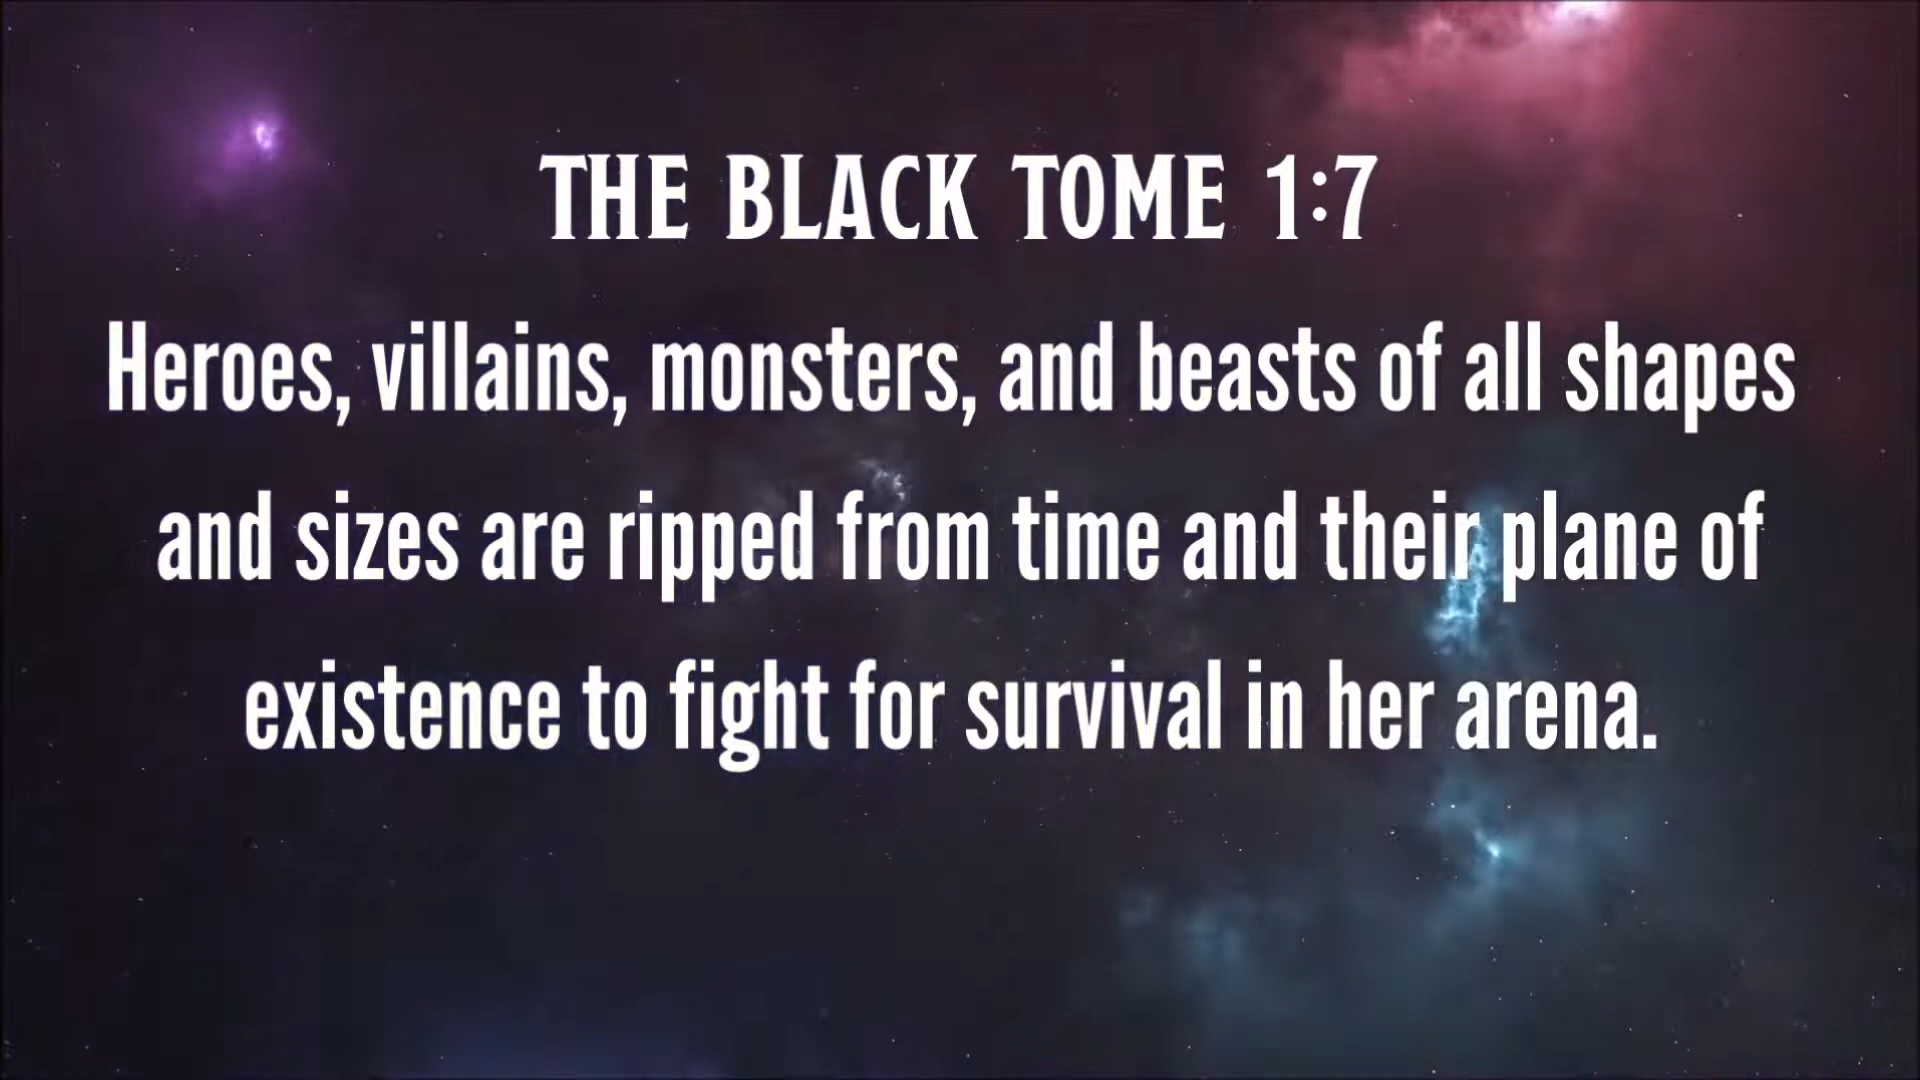 THE BLACK TOME 1:7
Heroes, villains, monsters, and beasts of all shapes
and sizes are ripped from time and their plane of
existence to fight for survival in her arena.